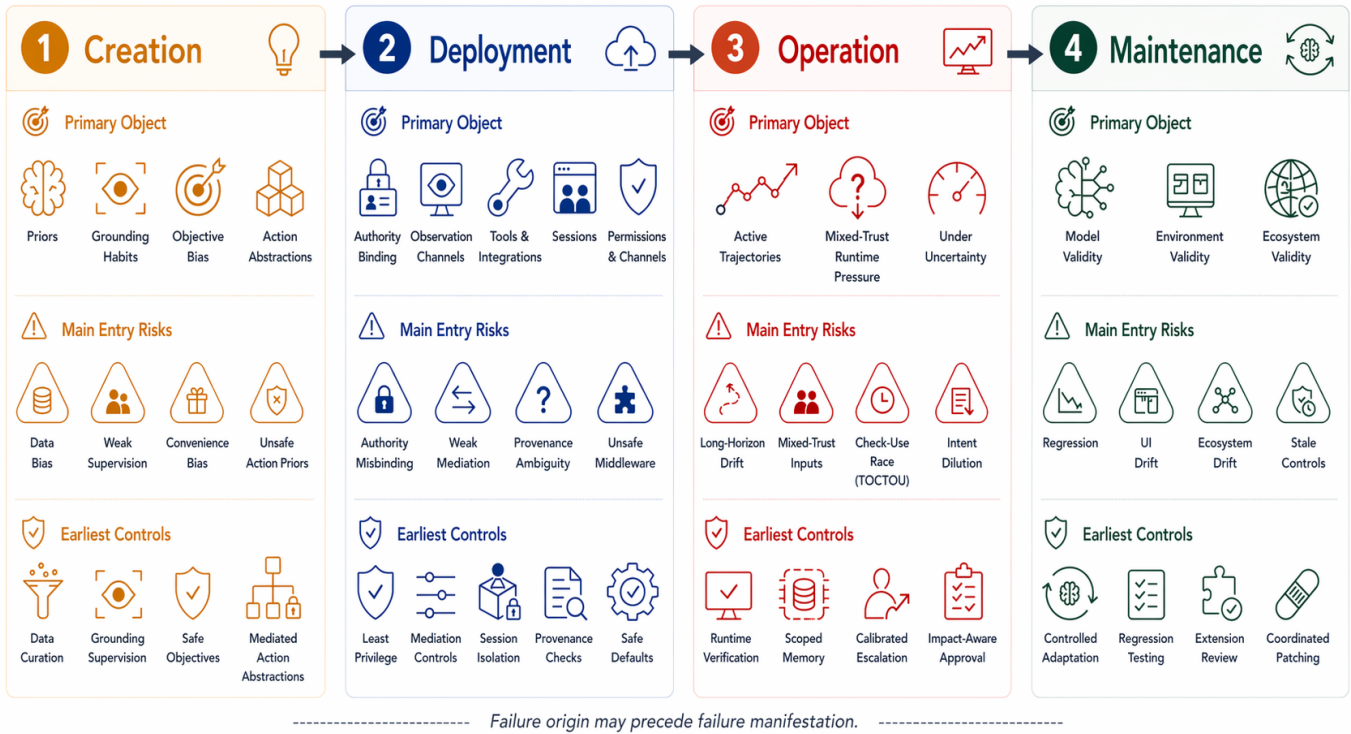 1 Creation
2 Deployment
3 Operation
4 Maintenance
Primary Object
Priors
Grounding
Habits
Objective
Bias
Action
Abstractions
Main Entry Risks
Data
Bias
Weak
Supervision
Convenience
Bias
Unsafe
Action Priors
Earliest Controls
Data
Curation
Grounding
Supervision
Safe
Objectives
Mediated
Action
Abstractions
Primary Object
Authority
Binding
Observation
Channels
Tools &
Integrations
Sessions
Permissions
& Channels
Main Entry Risks
Authority
Misbinding
Weak
Mediation
Provenance
Ambiguity
Unsafe
Middleware
Earliest Controls
Least
Privilege
Mediation
Controls
Session
Isolation
Provenance
Checks
Safe
Defaults
Primary Object
Active
Trajectories
Mixed-Trust
Runtime
Pressure
Under
Uncertainty
Main Entry Risks
Long-Horizon
Drift
Mixed-Trust
Inputs
Check-Use
Race
(TOCTOU)
Intent
Dilution
Earliest Controls
Runtime
Verification
Scoped
Memory
Calibrated
Escalation
Impact-Aware
Approval
Primary Object
Model
Validity
Environment
Validity
Ecosystem
Validity
Main Entry Risks
Regression
UI
Drift
Ecosystem
Drift
Stale
Controls
Earliest Controls
Controlled
Adaptation
Regression
Testing
Extension
Review
Coordinated
Patching
Failure origin may precede failure manifestation.